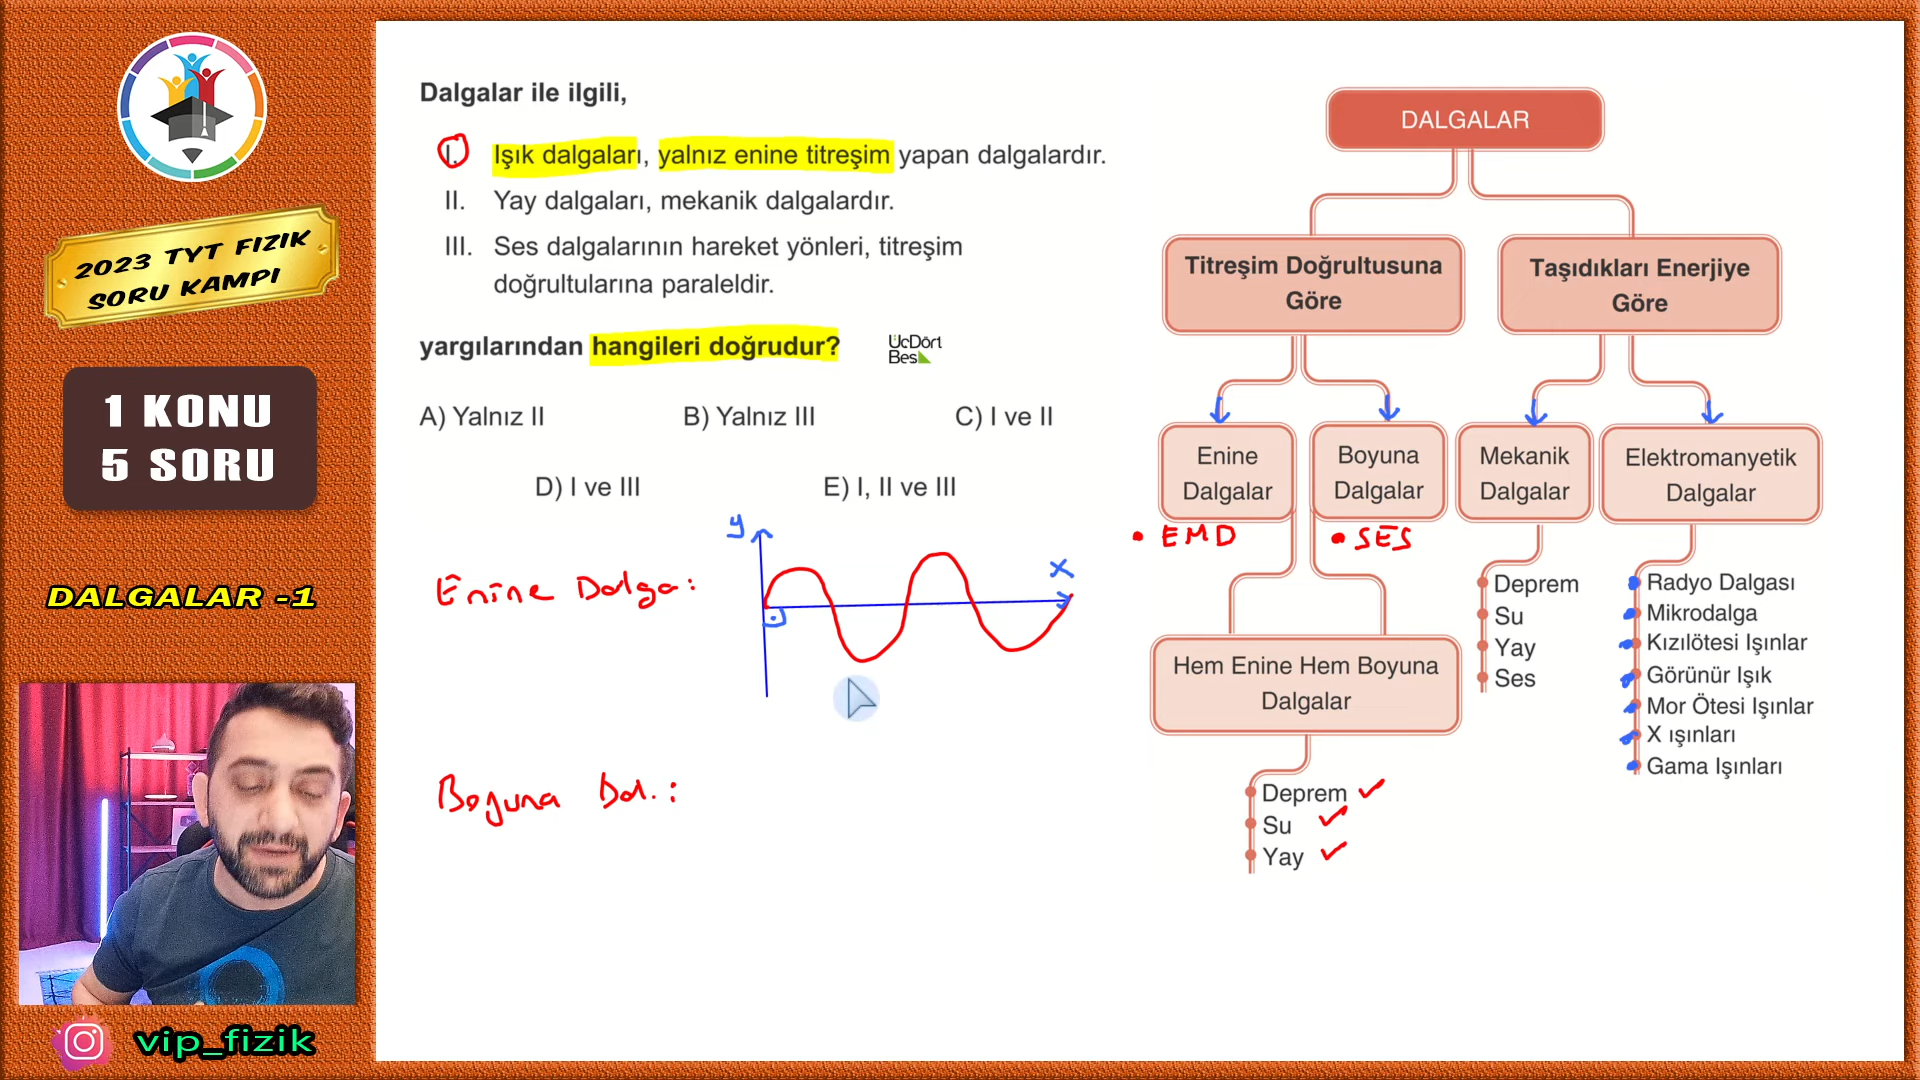 2023 TYT FIZIK
SORU KAMPI
1 KONU
5 SORU
DALGALAR -1
vip_fizik
Dalgalar ile ilgili,
I. Işık dalgaları, yalnız enine titreşim yapan dalgalardır.
II. Yay dalgaları, mekanik dalgalardır.
III. Ses dalgalarının hareket yönleri, titreşim
doğrultularına paraleldir.
yargılarından hangileri doğrudur?
ÜcDört
Bes
A) Yalnız II
B) Yalnız III
C) I ve II
D) I ve III
E) I, II ve III
Enine Dalga:
y
x
Boyuna Dal.:
DALGALAR
Titreşim Doğrultusuna
Göre
Taşıdıkları Enerjiye
Göre
Enine
Dalgalar
Boyuna
Dalgalar
Mekanik
Dalgalar
Elektromanyetik
Dalgalar
• EMD
• SES
Hem Enine Hem Boyuna
Dalgalar
Deprem
Su
Yay
Deprem
Su
Yay
Ses
Radyo Dalgası
Mikrodalga
Kızılötesi Işınlar
Görünür Işık
Mor Ötesi Işınlar
X ışınları
Gama Işınları